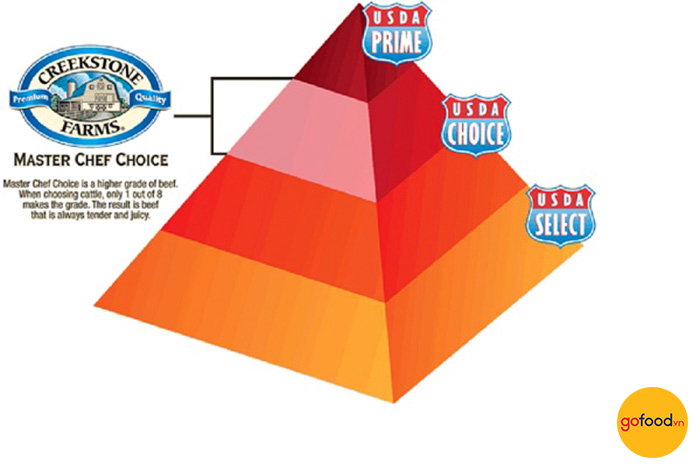 USDA
PRIME
CREEKSTONE
Premium Quality
FARMS®
USDA
CHOICE
MASTER CHEF CHOICE
Master Chef Choice is a higher grade of beef.
When choosing cattle, only 1 out of 8
makes the grade. The result is beef
that is always tender and juicy.
USDA
SELECT
gofood.vn